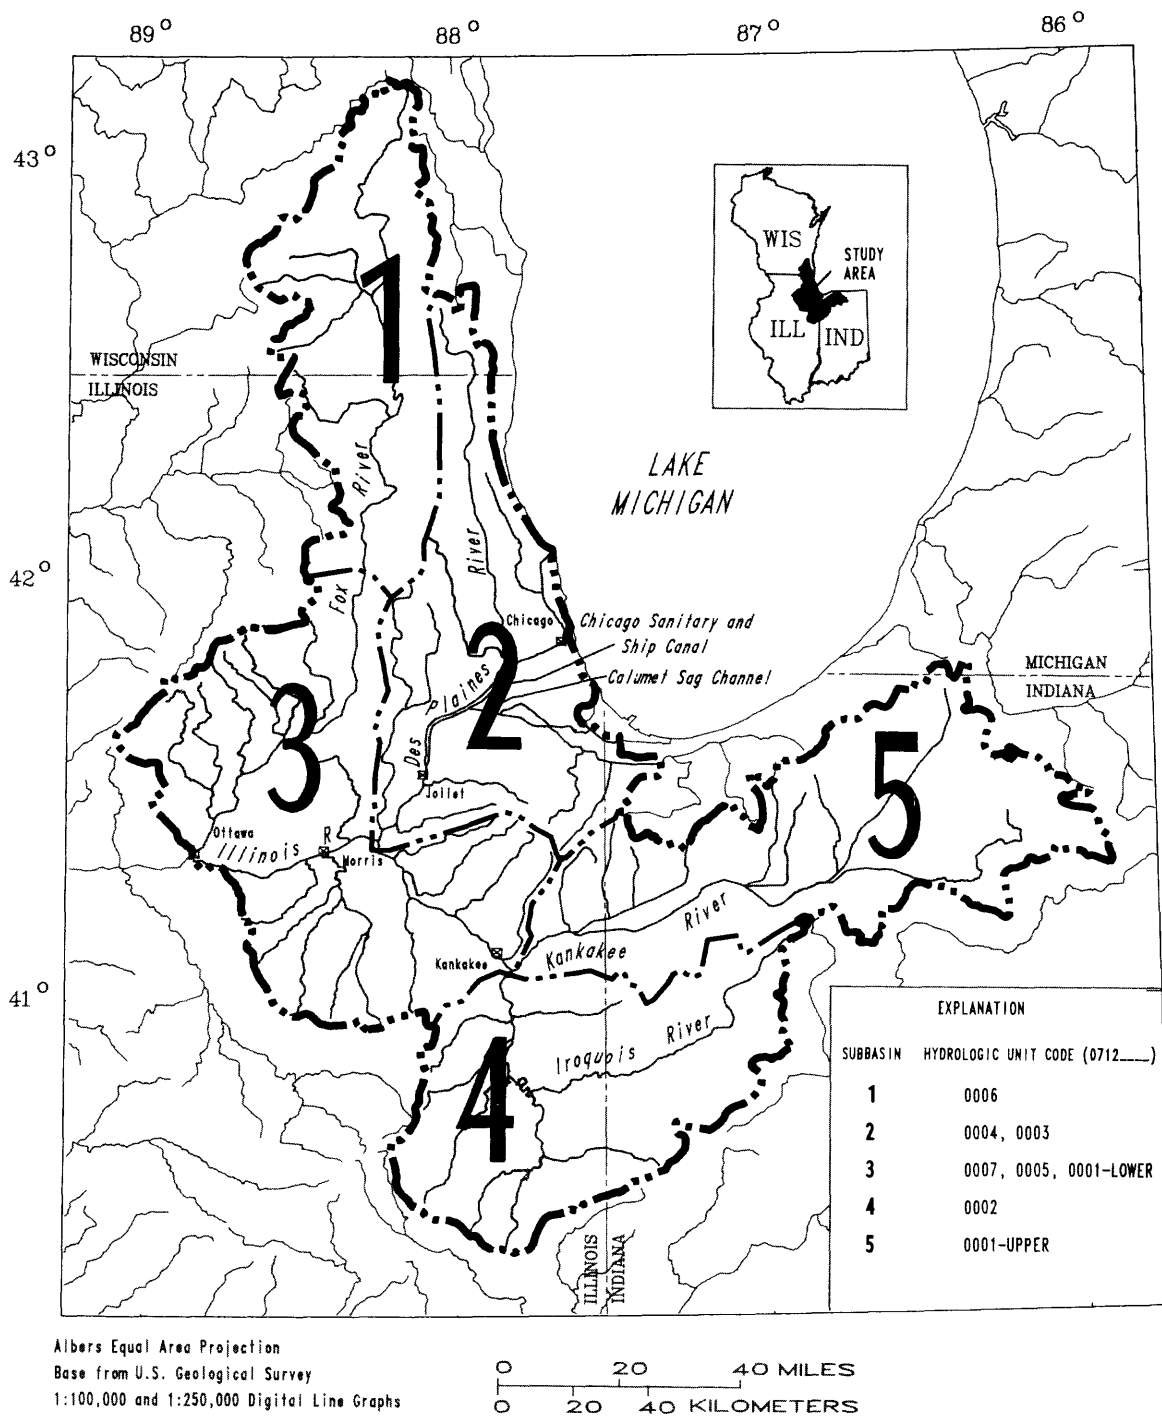 89° 88° 87° 86°
43°
42°
41°
WIS
STUDY
AREA
ILL
IND
1
WISCONSIN
ILLINOIS
River
LAKE
MICHIGAN
River
Fox
Chicago
Chicago Sanitary and
Ship Canal
Calumet Sag Channel
2
Plaines
Des
Joliet
MICHIGAN
INDIANA
3
5
Ottawa
Illinois R
Morris
River
Kankakee
Kankakee
River
Iroquois
4
ILLINOIS
INDIANA
EXPLANATION
SUBBASIN HYDROLOGIC UNIT CODE (0712____)
1 0006
2 0004, 0003
3 0007, 0005, 0001-LOWER
4 0002
5 0001-UPPER
Albers Equal Area Projection
Base from U.S. Geological Survey
1:100,000 and 1:250,000 Digital Line Graphs
0 20 40 MILES
0 20 40 KILOMETERS